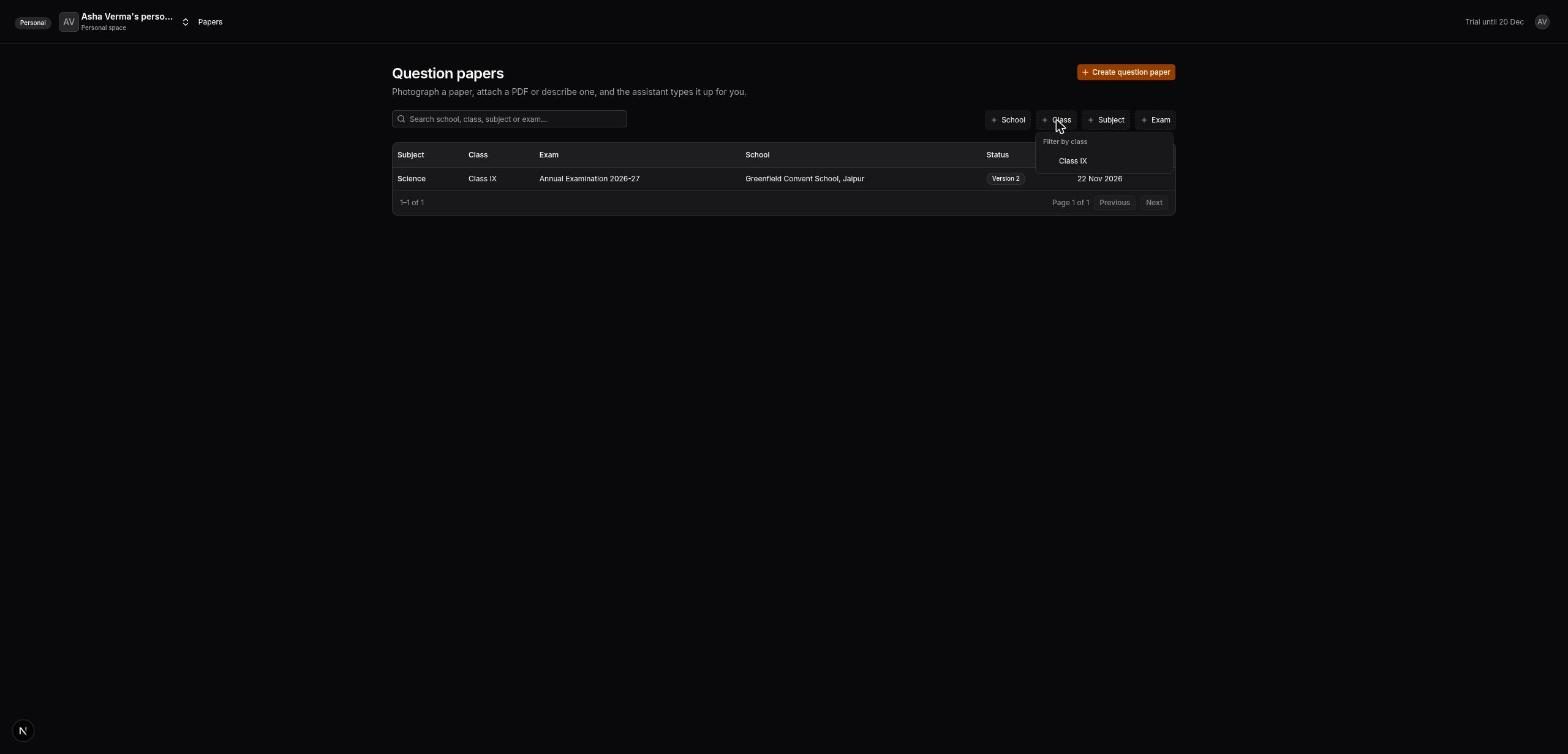 Personal
AV
Asha Verma's perso...
Personal space
Papers
Trial until 20 Dec
AV
Question papers
Create question paper
Photograph a paper, attach a PDF or describe one, and the assistant types it up for you.
Search school, class, subject or exam...
+ School
+ Class
+ Subject
+ Exam
Filter by class
Class IX
Subject Class Exam School Status
Science Class IX Annual Examination 2026-27 Greenfield Convent School, Jaipur Version 2 22 Nov 2026
1–1 of 1
Page 1 of 1 Previous Next
N